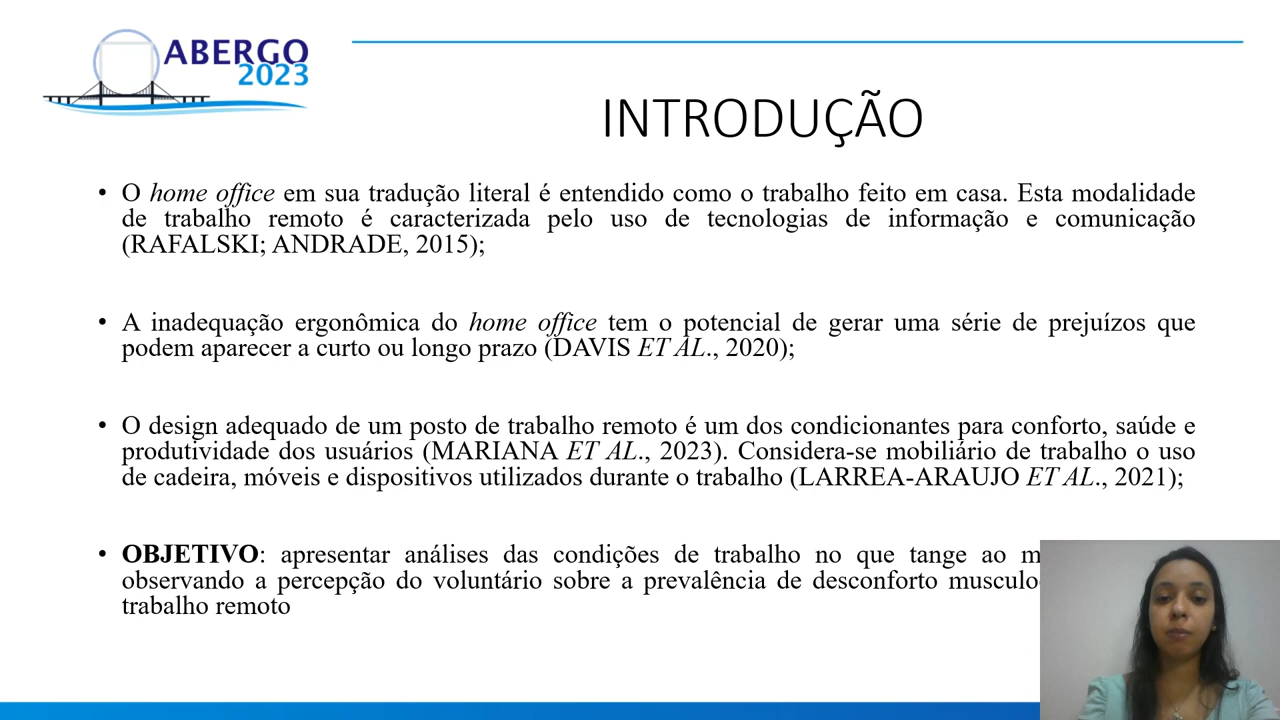 ABERGO
2023
INTRODUÇÃO
• O home office em sua tradução literal é entendido como o trabalho feito em casa. Esta modalidade
de trabalho remoto é caracterizada pelo uso de tecnologias de informação e comunicação
(RAFALSKI; ANDRADE, 2015);
• A inadequação ergonômica do home office tem o potencial de gerar uma série de prejuízos que
podem aparecer a curto ou longo prazo (DAVIS ET AL., 2020);
• O design adequado de um posto de trabalho remoto é um dos condicionantes para conforto, saúde e
produtividade dos usuários (MARIANA ET AL., 2023). Considera-se mobiliário de trabalho o uso
de cadeira, móveis e dispositivos utilizados durante o trabalho (LARREA-ARAUJO ET AL., 2021);
• OBJETIVO: apresentar análises das condições de trabalho no que tange ao
observando a percepção do voluntário sobre a prevalência de desconforto
trabalho remoto